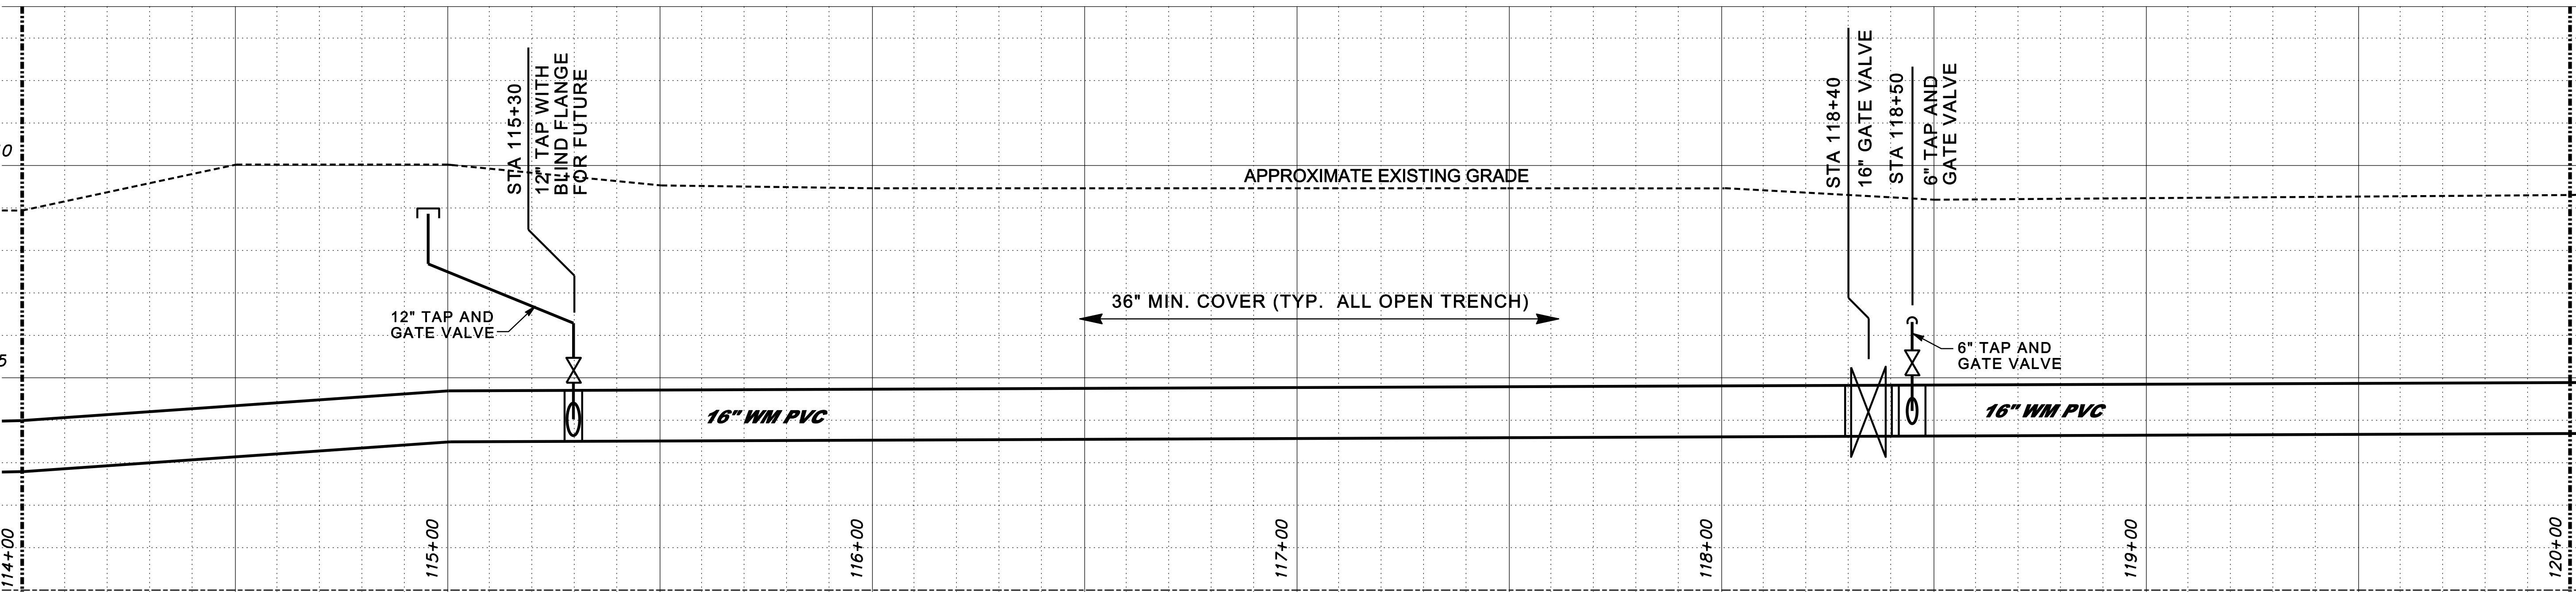 STA 115+30
12" TAP WITH
BLIND FLANGE
FOR FUTURE
STA 118+40
16" GATE VALVE
STA 118+50
6" TAP AND
GATE VALVE
0
APPROXIMATE EXISTING GRADE
36" MIN. COVER (TYP. ALL OPEN TRENCH)
12" TAP AND
GATE VALVE
6" TAP AND
GATE VALVE
5
16" WM PVC
16" WM PVC
114+00
115+00
116+00
117+00
118+00
119+00
120+00